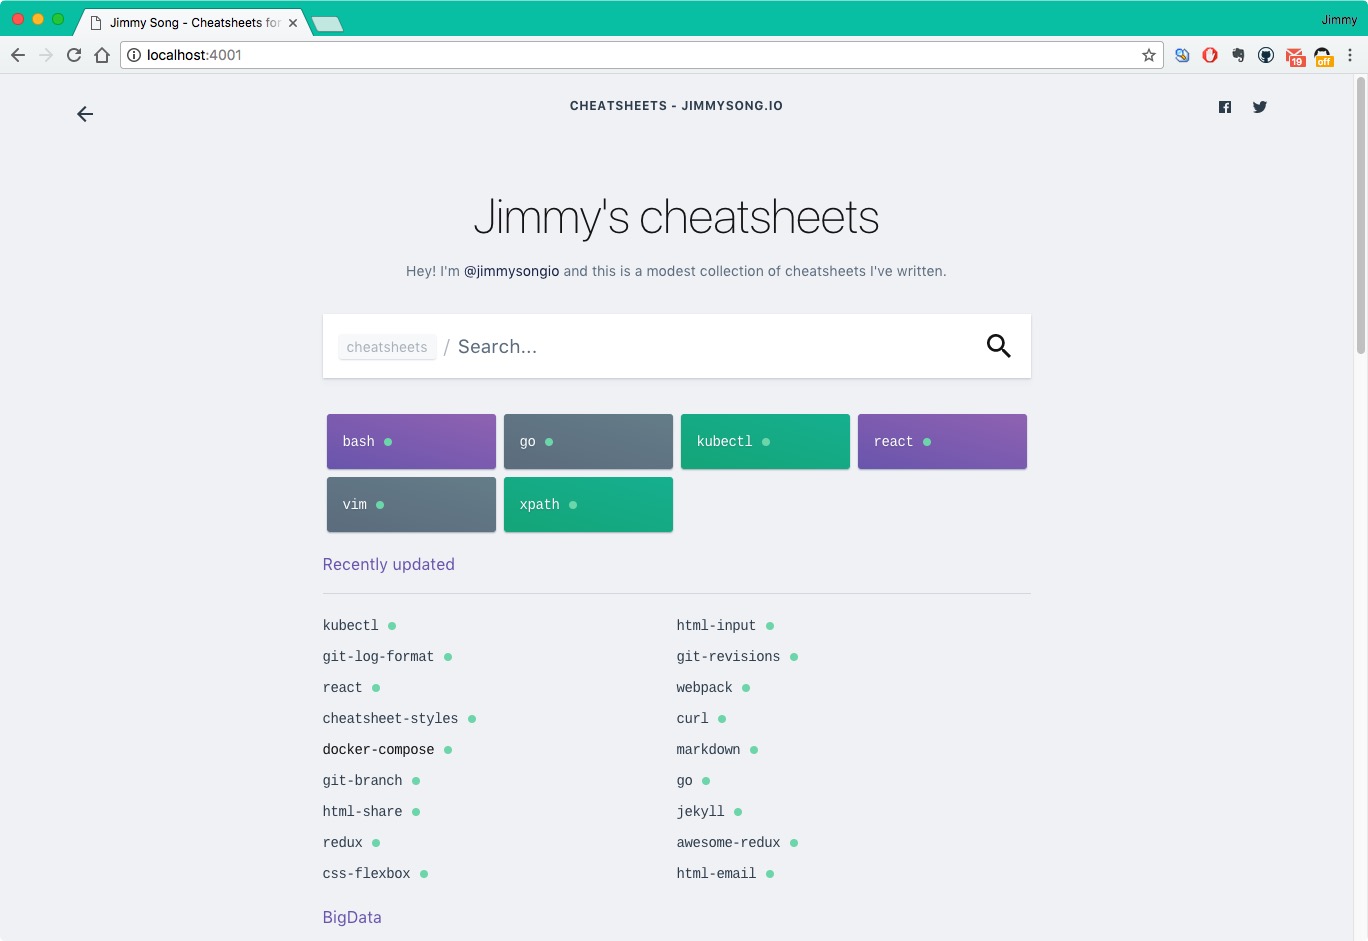 Jimmy Song - Cheatsheets for
Jimmy
localhost:4001
19
off
CHEATSHEETS - JIMMYSONG.IO
Jimmy's cheatsheets
Hey! I'm @jimmysongio and this is a modest collection of cheatsheets I've written.
cheatsheets / Search...
bash
go
kubectl
react
vim
xpath
Recently updated
kubectl
html-input
git-log-format
git-revisions
react
webpack
cheatsheet-styles
curl
docker-compose
markdown
git-branch
go
html-share
jekyll
redux
awesome-redux
css-flexbox
html-email
BigData